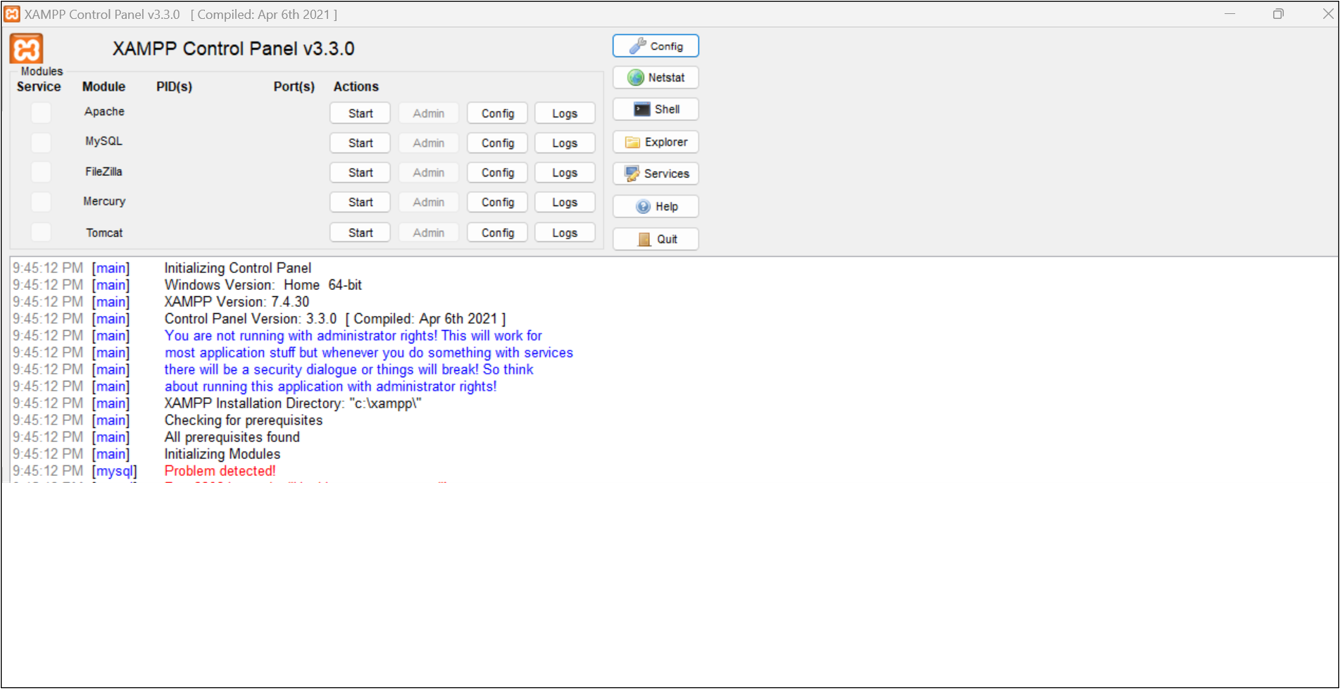 XAMPP Control Panel v3.3.0 [ Compiled: Apr 6th 2021 ]
XAMPP Control Panel v3.3.0
Config
Modules
Service Module PID(s) Port(s) Actions
Netstat
Apache Start Admin Config Logs
Shell
MySQL Start Admin Config Logs
Explorer
FileZilla Start Admin Config Logs
Services
Mercury Start Admin Config Logs
Help
Tomcat Start Admin Config Logs
Quit
9:45:12 PM [main] Initializing Control Panel
9:45:12 PM [main] Windows Version: Home 64-bit
9:45:12 PM [main] XAMPP Version: 7.4.30
9:45:12 PM [main] Control Panel Version: 3.3.0 [ Compiled: Apr 6th 2021 ]
9:45:12 PM [main] You are not running with administrator rights! This will work for
9:45:12 PM [main] most application stuff but whenever you do something with services
9:45:12 PM [main] there will be a security dialogue or things will break! So think
9:45:12 PM [main] about running this application with administrator rights!
9:45:12 PM [main] XAMPP Installation Directory: "c:\xampp\"
9:45:12 PM [main] Checking for prerequisites
9:45:12 PM [main] All prerequisites found
9:45:12 PM [main] Initializing Modules
9:45:12 PM [mysql] Problem detected!